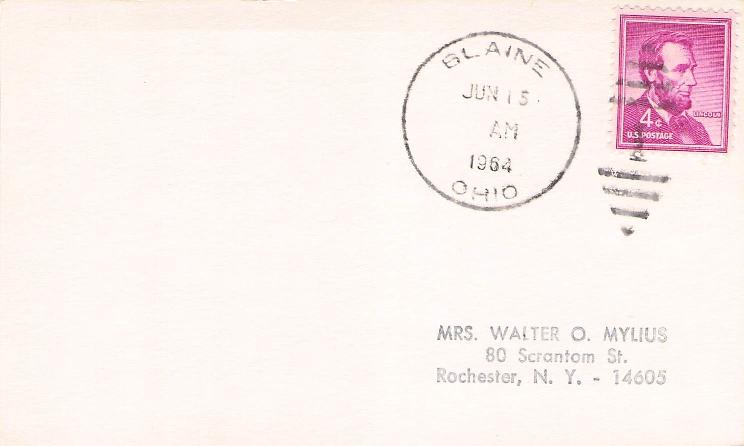 BLAINE
JUN 15
AM
1964
OHIO
LINCOLN
4¢
U.S. POSTAGE
MRS. WALTER O. MYLIUS
80 Scrantom St.
Rochester, N. Y. - 14605